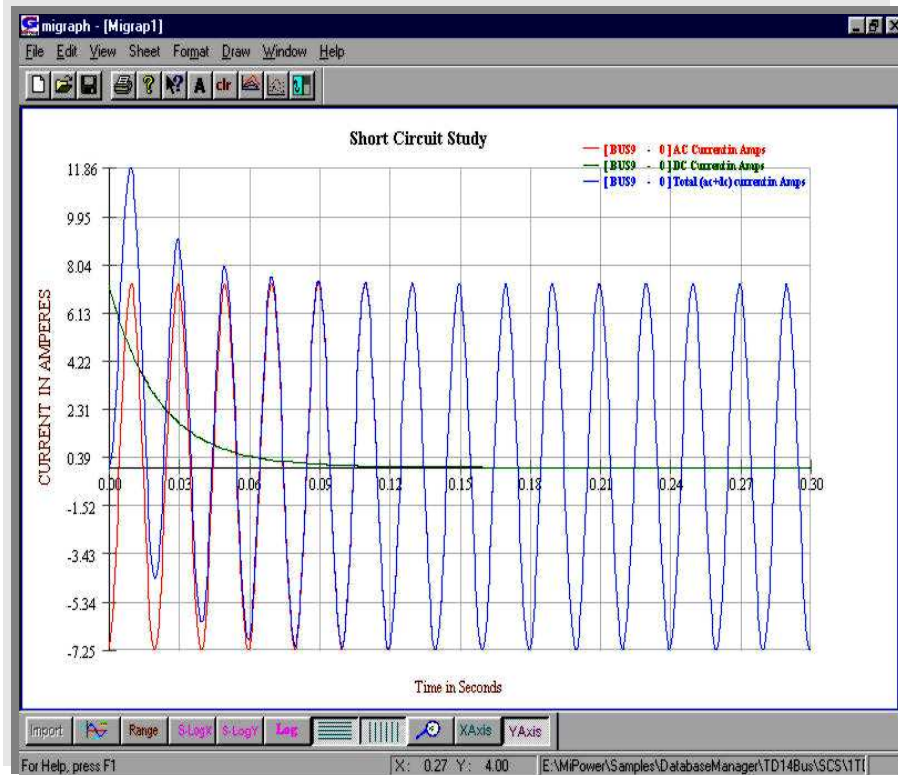 migraph - [Migrap1]
File Edit View Sheet Format Draw Window Help
A clr
Short Circuit Study
[ BUS9 - 0 ] AC Current in Amps
[ BUS9 - 0 ] DC Current in Amps
[ BUS9 - 0 ] Total (ac+dc) current in Amps
11.86
9.95
8.04
6.13
4.22
2.31
0.39
-1.52
-3.43
-5.34
-7.25
CURRENT IN AMPERES
0.00 0.03 0.06 0.09 0.12 0.15 0.18 0.21 0.24 0.27 0.30
Time in Seconds
Import Range S-LogX S-LogY Log XAxis YAxis
For Help, press F1 X: 0.27 Y: 4.00 E:\MiPower\Samples\DatabaseManager\TD14Bus\SCS\1T(